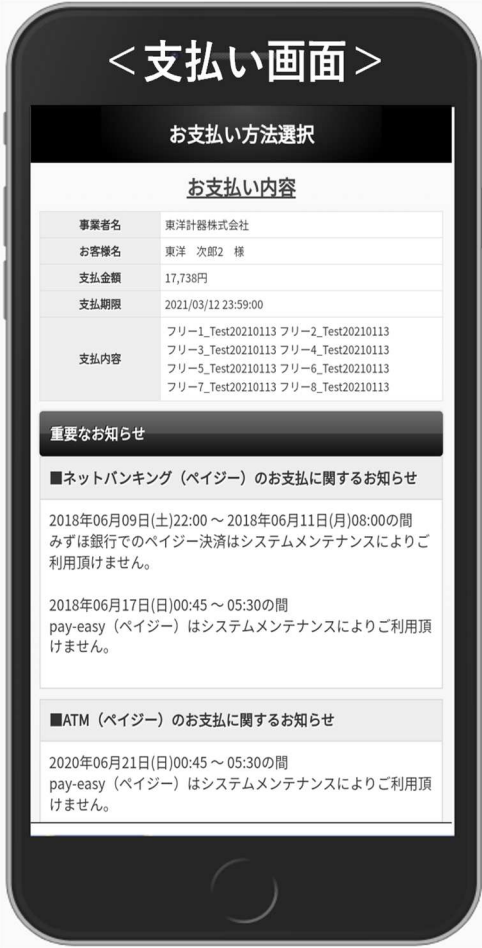 ＜支払い画面＞
お支払い方法選択
お支払い内容
事業者名 東洋計器株式会社
お客様名 東洋　次郎2　様
支払金額 17,738円
支払期限 2021/03/12 23:59:00
支払内容
フリー1_Test20210113 フリー2_Test20210113
フリー3_Test20210113 フリー4_Test20210113
フリー5_Test20210113 フリー6_Test20210113
フリー7_Test20210113 フリー8_Test20210113
重要なお知らせ
■ネットバンキング（ペイジー）のお支払に関するお知らせ
2018年06月09日(土)22:00 ～ 2018年06月11日(月)08:00の間
みずほ銀行でのペイジー決済はシステムメンテナンスによりご
利用頂けません。
2018年06月17日(日)00:45 ～ 05:30の間
pay-easy（ペイジー）はシステムメンテナンスによりご利用頂
けません。
■ATM（ペイジー）のお支払に関するお知らせ
2020年06月21日(日)00:45 ～ 05:30の間
pay-easy（ペイジー）はシステムメンテナンスによりご利用頂
けません。